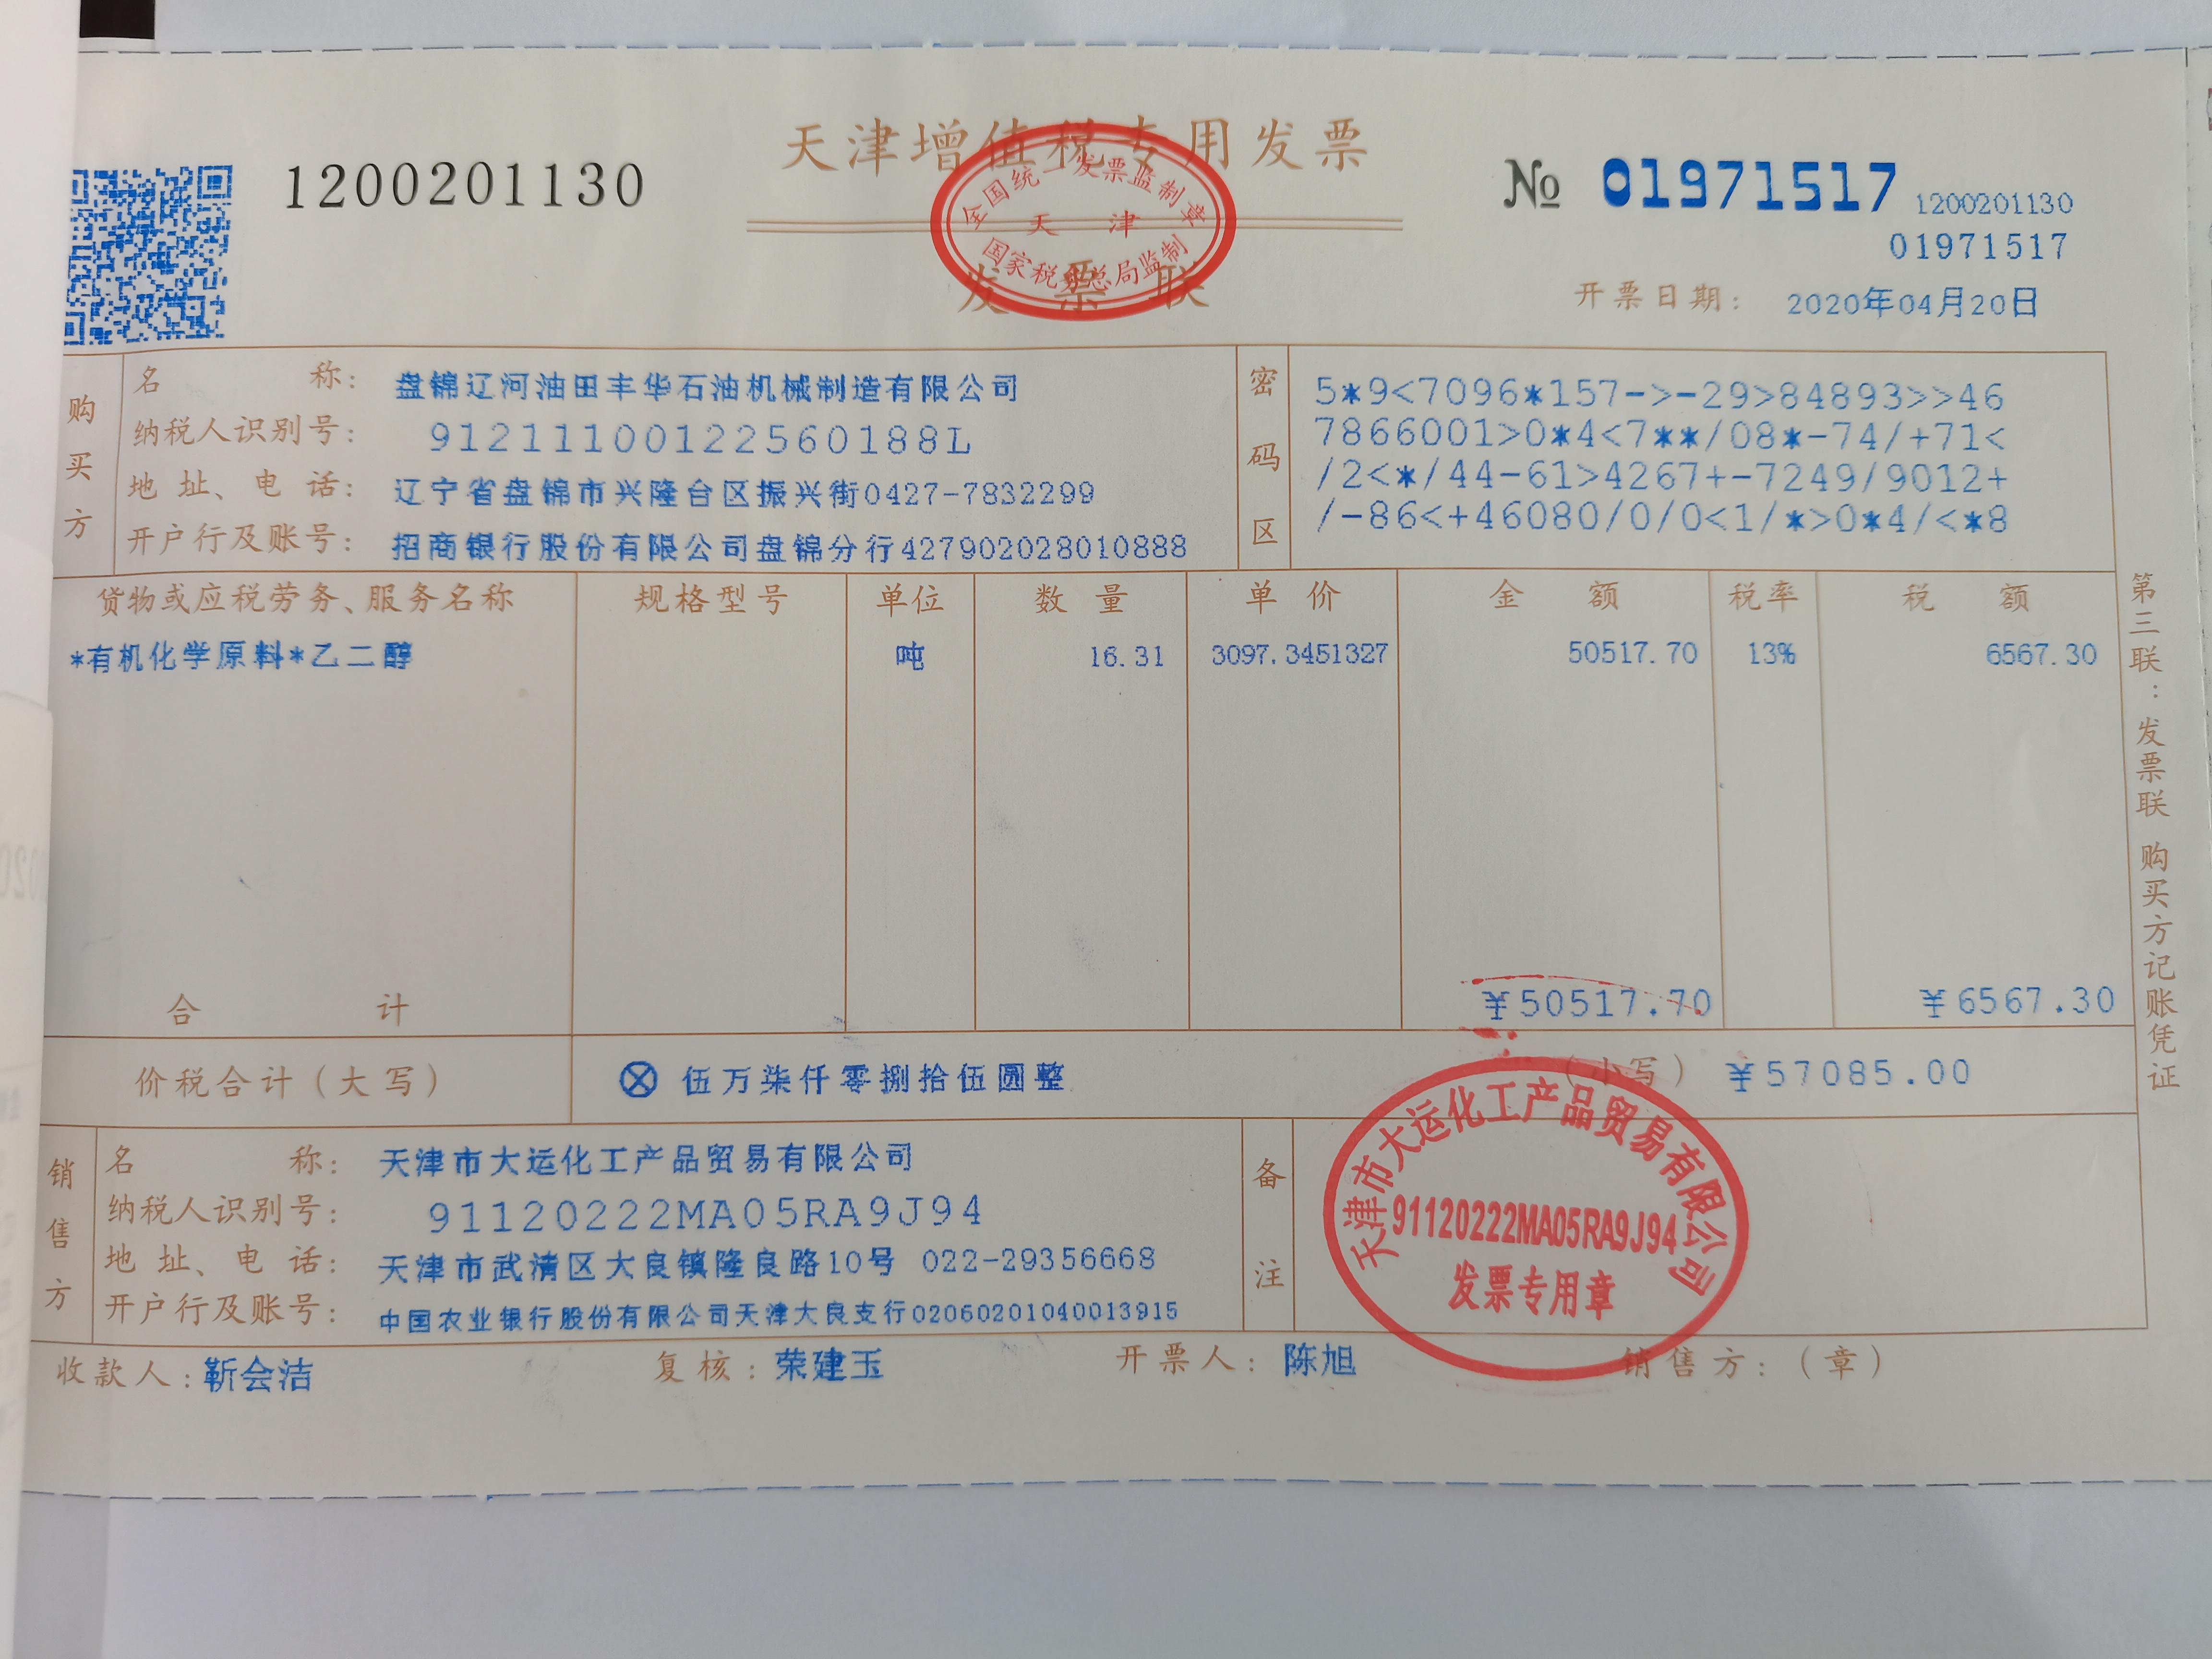 天津增值税专用发票
1200201130
全国统一发票监制章
天津
国家税务总局监制
发票联
№ 01971517
1200201130
01971517
开票日期： 2020年04月20日
购买方
名称： 盘锦辽河油田丰华石油机械制造有限公司
纳税人识别号： 91211100122560188L
地址、电话： 辽宁省盘锦市兴隆台区振兴街0427-7832299
开户行及账号： 招商银行股份有限公司盘锦分行427902028010888
密码区
5*9<7096*157->-29>84893>>46
7866001>0*4<7**/08*-74/+71<
/2<*/44-61>4267+-7249/9012+
/-86<+46080/0/0<1/*>0*4/<*8
货物或应税劳务、服务名称 规格型号 单位 数量 单价 金额 税率 税额
*有机化学原料*乙二醇 吨 16.31 3097.3451327 50517.70 13% 6567.30
合计 ¥50517.70 ¥6567.30
价税合计（大写） ⊗ 伍万柒仟零捌拾伍圆整 （小写） ¥57085.00
销售方
名称： 天津市大运化工产品贸易有限公司
纳税人识别号： 91120222MA05RA9J94
地址、电话： 天津市武清区大良镇隆良路10号 022-29356668
开户行及账号： 中国农业银行股份有限公司天津大良支行02060201040013915
备注
天津市大运化工产品贸易有限公司
91120222MA05RA9J94
发票专用章
收款人：靳会洁 复核：荣建玉 开票人：陈旭 销售方：（章）
第三联：发票联 购买方记账凭证